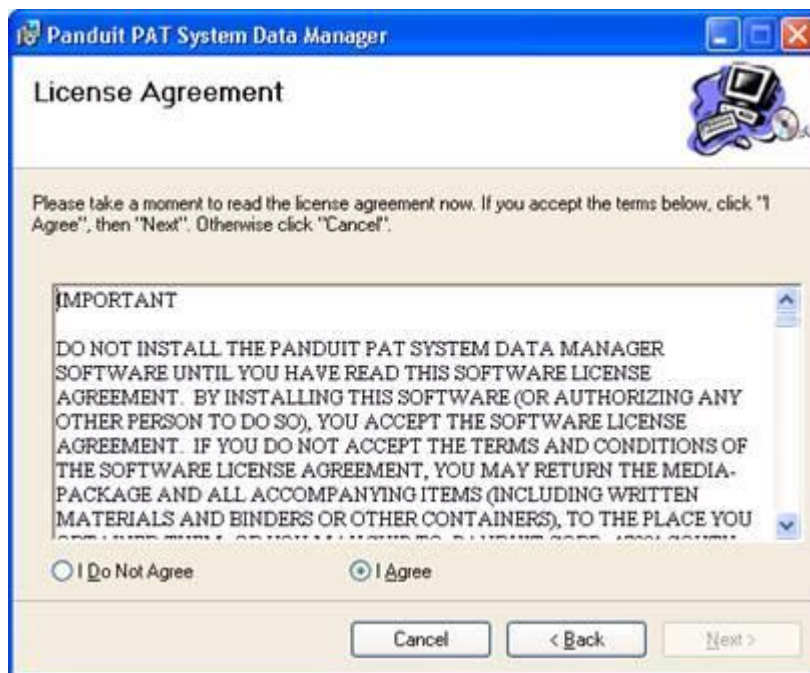 Panduit PAT System Data Manager
License Agreement
Please take a moment to read the license agreement now. If you accept the terms below, click "I
Agree", then "Next". Otherwise click "Cancel".
IMPORTANT
DO NOT INSTALL THE PANDUIT PAT SYSTEM DATA MANAGER
SOFTWARE UNTIL YOU HAVE READ THIS SOFTWARE LICENSE
AGREEMENT. BY INSTALLING THIS SOFTWARE (OR AUTHORIZING ANY
OTHER PERSON TO DO SO), YOU ACCEPT THE SOFTWARE LICENSE
AGREEMENT. IF YOU DO NOT ACCEPT THE TERMS AND CONDITIONS OF
THE SOFTWARE LICENSE AGREEMENT, YOU MAY RETURN THE MEDIA-
PACKAGE AND ALL ACCOMPANYING ITEMS (INCLUDING WRITTEN
MATERIALS AND BINDERS OR OTHER CONTAINERS), TO THE PLACE YOU
I Do Not Agree
I Agree
Cancel
< Back
Next >